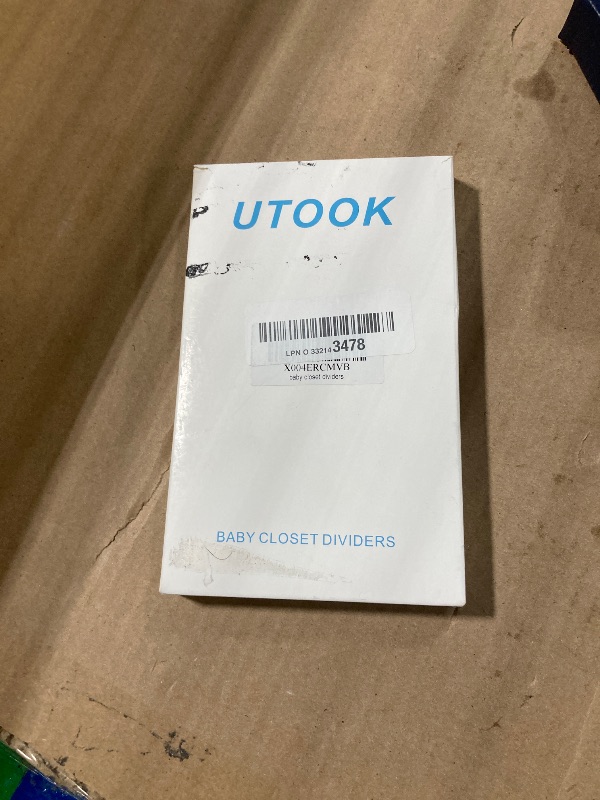 UTOOK
LPN O 33214 3478
X004ERCMVB
baby closet dividers
BABY CLOSET DIVIDERS